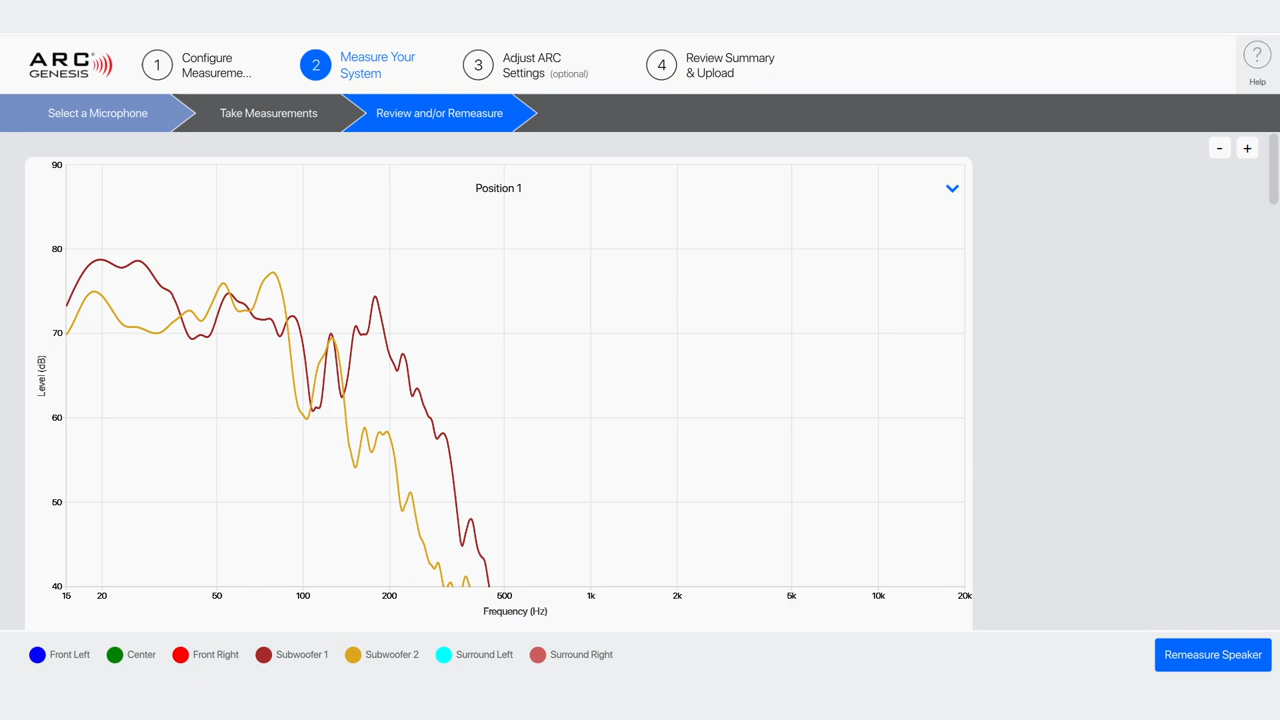 ARC
GENESIS
1
Configure
Measureme...
2
Measure Your
System
3
Adjust ARC
Settings (optional)
4
Review Summary
& Upload
?
Help
Select a Microphone
Take Measurements
Review and/or Remeasure
- +
Position 1
90
80
70
60
50
40
Level (dB)
15 20 50 100 200 500 1k 2k 5k 10k 20k
Frequency (Hz)
Front Left
Center
Front Right
Subwoofer 1
Subwoofer 2
Surround Left
Surround Right
Remeasure Speaker